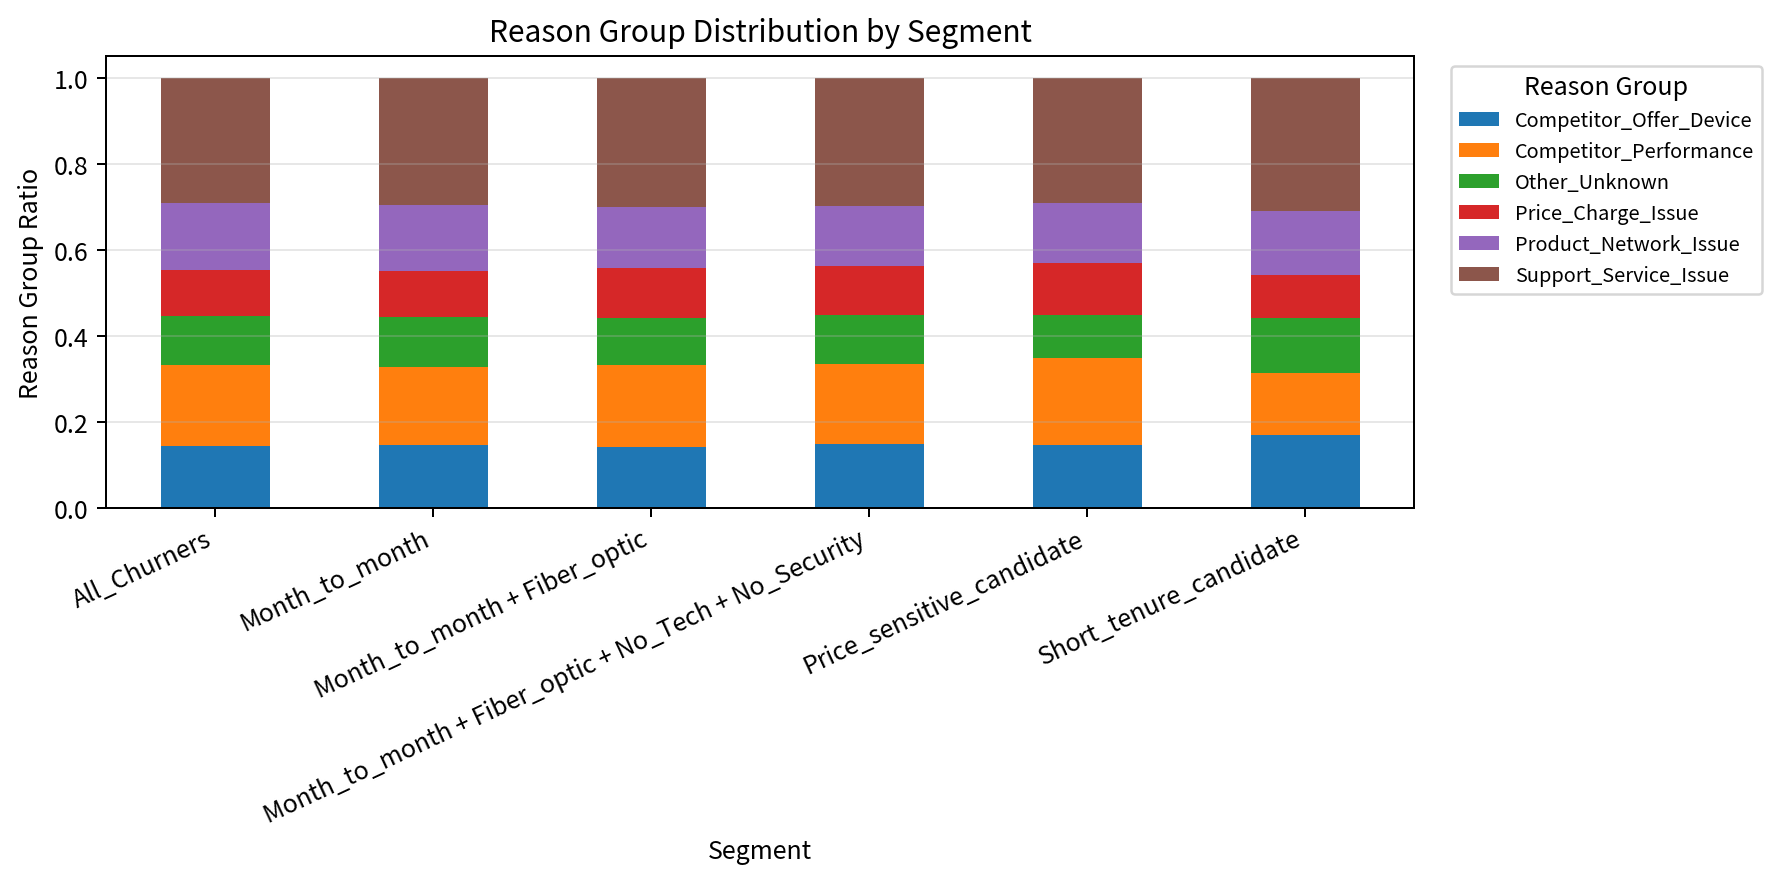 Reason Group Distribution by Segment
Reason Group Ratio
1.0
0.8
0.6
0.4
0.2
0.0
All_Churners
Month_to_month
Month_to_month + Fiber_optic
Month_to_month + Fiber_optic + No_Tech + No_Security
Price_sensitive_candidate
Short_tenure_candidate
Segment
Reason Group
Competitor_Offer_Device
Competitor_Performance
Other_Unknown
Price_Charge_Issue
Product_Network_Issue
Support_Service_Issue